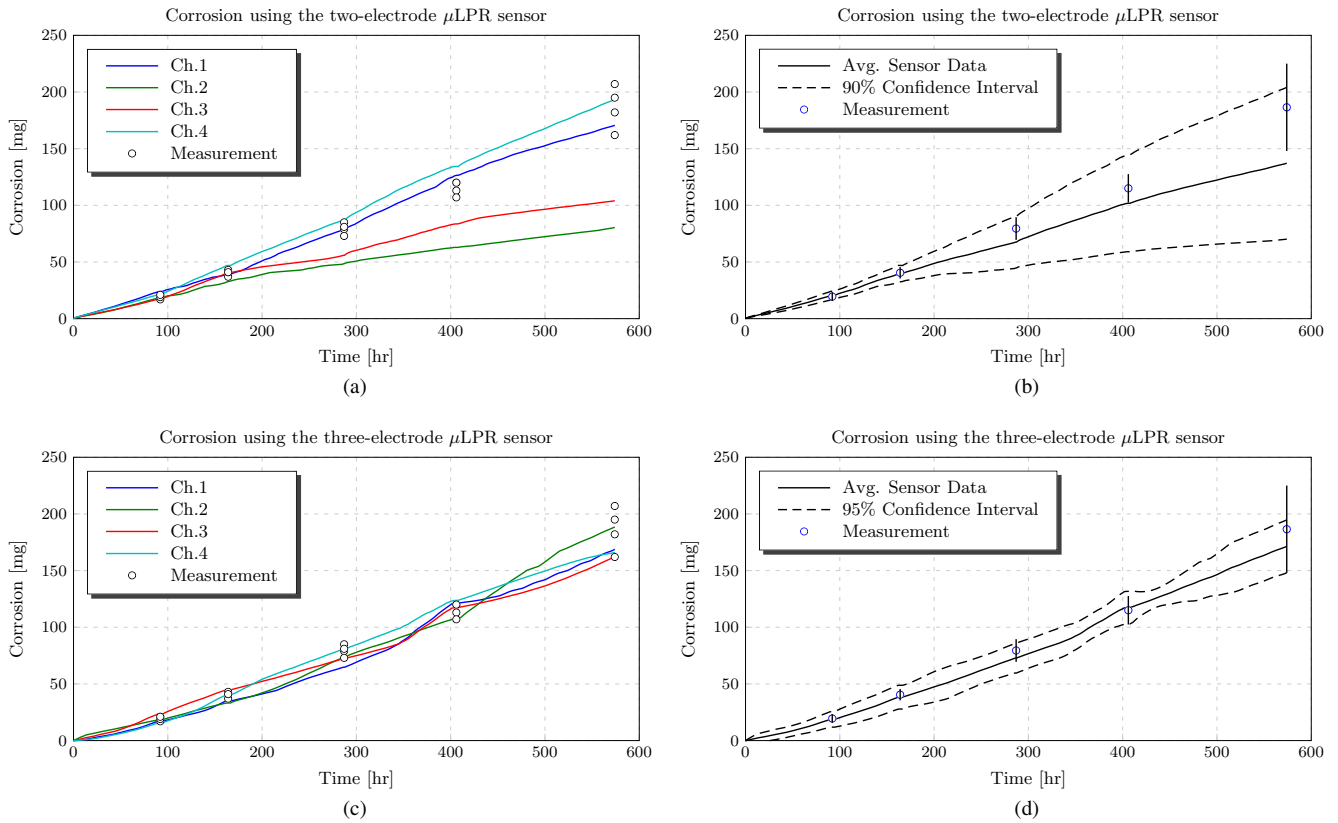 Corrosion using the two-electrode μLPR sensor
250
200
150
100
50
0
Corrosion [mg]
Ch.1
Ch.2
Ch.3
Ch.4
Measurement
0 100 200 300 400 500 600
Time [hr]
(a)
Corrosion using the two-electrode μLPR sensor
250
200
150
100
50
0
Corrosion [mg]
Avg. Sensor Data
90% Confidence Interval
Measurement
0 100 200 300 400 500 600
Time [hr]
(b)
Corrosion using the three-electrode μLPR sensor
250
200
150
100
50
0
Corrosion [mg]
Ch.1
Ch.2
Ch.3
Ch.4
Measurement
0 100 200 300 400 500 600
Time [hr]
(c)
Corrosion using the three-electrode μLPR sensor
250
200
150
100
50
0
Corrosion [mg]
Avg. Sensor Data
95% Confidence Interval
Measurement
0 100 200 300 400 500 600
Time [hr]
(d)